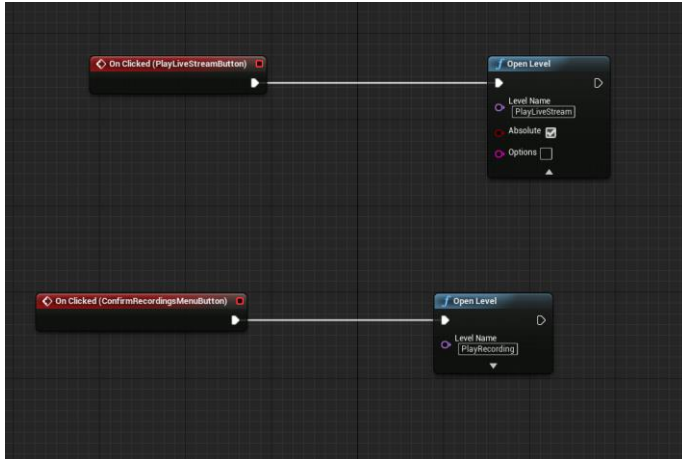 On Clicked (PlayLiveStreamButton)
f Open Level
Level Name
PlayLiveStream
Absolute
Options
On Clicked (ConfirmRecordingsMenuButton)
f Open Level
Level Name
PlayRecording